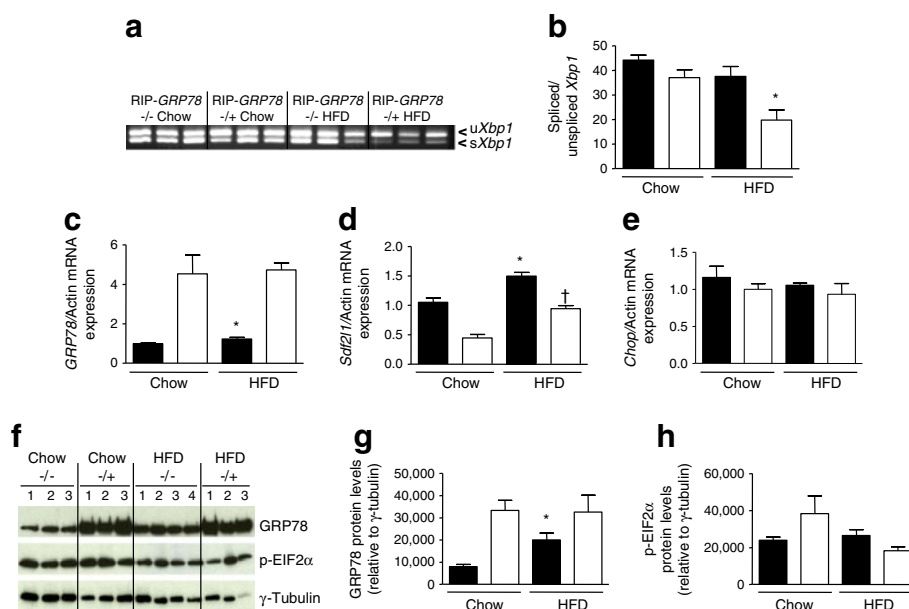 a
RIP-GRP78 RIP-GRP78 RIP-GRP78 RIP-GRP78
-/- Chow -/+ Chow -/- HFD -/+ HFD
< uXbp1
< sXbp1
b
Spliced/
unspliced Xbp1
50
40
30
20
10
0
*
Chow HFD
c
GRP78/Actin mRNA
expression
6
4
2
0
*
Chow HFD
d
Sdf2l1/Actin mRNA
expression
2.0
1.5
1.0
0.5
0.0
* †
Chow HFD
e
Chop/Actin mRNA
expression
1.5
1.0
0.5
0.0
Chow HFD
f
Chow Chow HFD HFD
-/- -/+ -/- -/+
1 2 3 1 2 3 1 2 3 4 1 2 3
GRP78
p-EIF2α
γ-Tubulin
g
GRP78 protein levels
(relative to γ-tubulin)
50,000
40,000
30,000
20,000
10,000
0
*
Chow HFD
h
p-EIF2α
protein levels
(relative to γ-tubulin)
60,000
40,000
20,000
0
Chow HFD